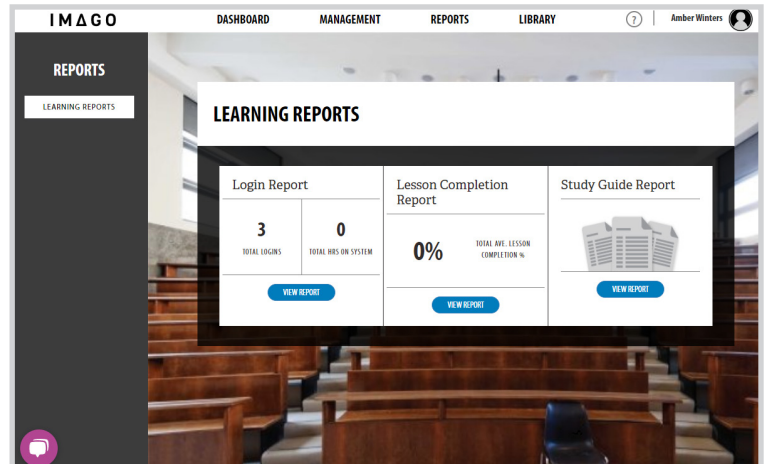 IMΔGO
DASHBOARD MANAGEMENT REPORTS LIBRARY ? Amber Winters
REPORTS
LEARNING REPORTS
LEARNING REPORTS
Login Report
3 0
TOTAL LOGINS TOTAL HRS ON SYSTEM
VIEW REPORT
Lesson Completion
Report
0%
TOTAL AVE. LESSON
COMPLETION %
VIEW REPORT
Study Guide Report
VIEW REPORT